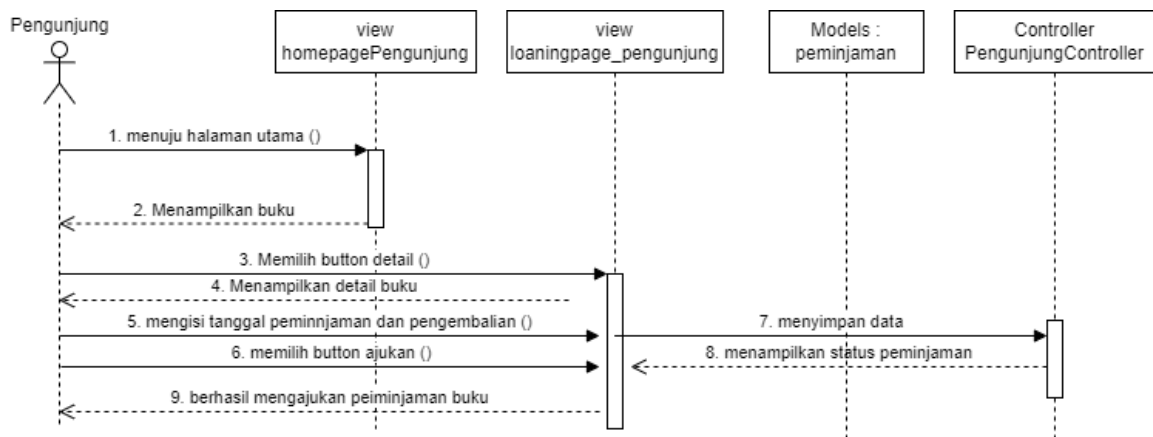 Pengunjung
view
homepagePengunjung
view
loaningpage_pengunjung
Models :
peminjaman
Controller
PengunjungController
1. menuju halaman utama ()
2. Menampilkan buku
3. Memilih button detail ()
4. Menampilkan detail buku
5. mengisi tanggal peminnjaman dan pengembalian ()
7. menyimpan data
6. memilih button ajukan ()
8. menampilkan status peminjaman
9. berhasil mengajukan peiminjaman buku